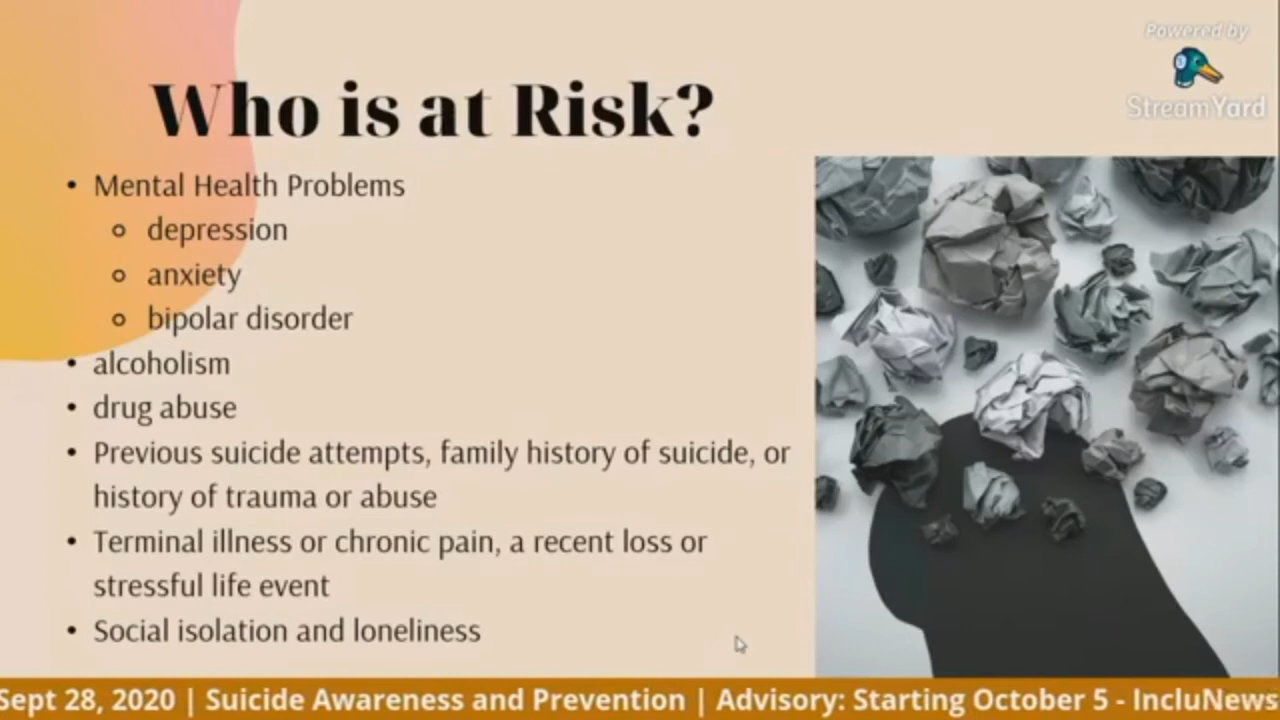 Powered by
StreamYard
Who is at Risk?
• Mental Health Problems
◦ depression
◦ anxiety
◦ bipolar disorder
• alcoholism
• drug abuse
• Previous suicide attempts, family history of suicide, or
history of trauma or abuse
• Terminal illness or chronic pain, a recent loss or
stressful life event
• Social isolation and loneliness
Sept 28, 2020 | Suicide Awareness and Prevention | Advisory: Starting October 5 - IncluNews